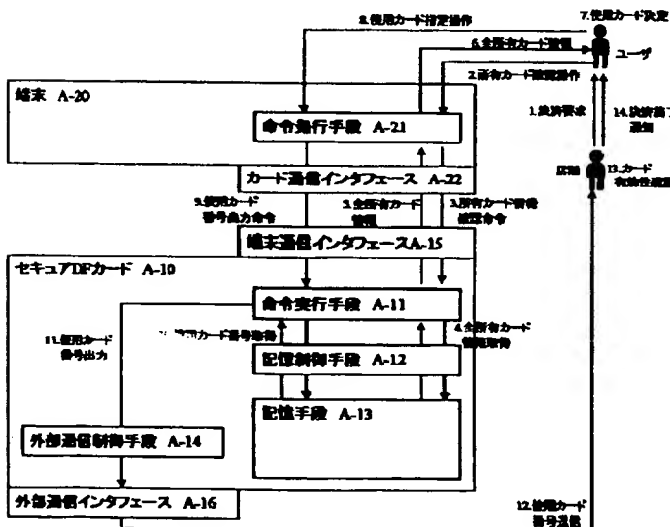 8.使用カード指定操作
7.使用カード決定
6.全所有カード情報
ユーザ
2.所有カード確認操作
端末 A-20
1.決済要求
14.決済完了
通知
命令発行手段 A-21
カード通信インタフェース A-22
店頭
13.カード
有効性確認
9.使用カード
番号出力命令
5.全所有カード
情報
3.所有カード情報
確認命令
端末通信インタフェースA-15
セキュアDFカード A-10
命令実行手段 A-11
11.使用カード
番号出力
カード番号取得
4.全所有カード
情報取得
記憶制御手段 A-12
記憶手段 A-13
外部通信制御手段 A-14
外部通信インタフェース A-16
12.使用カード
番号送信